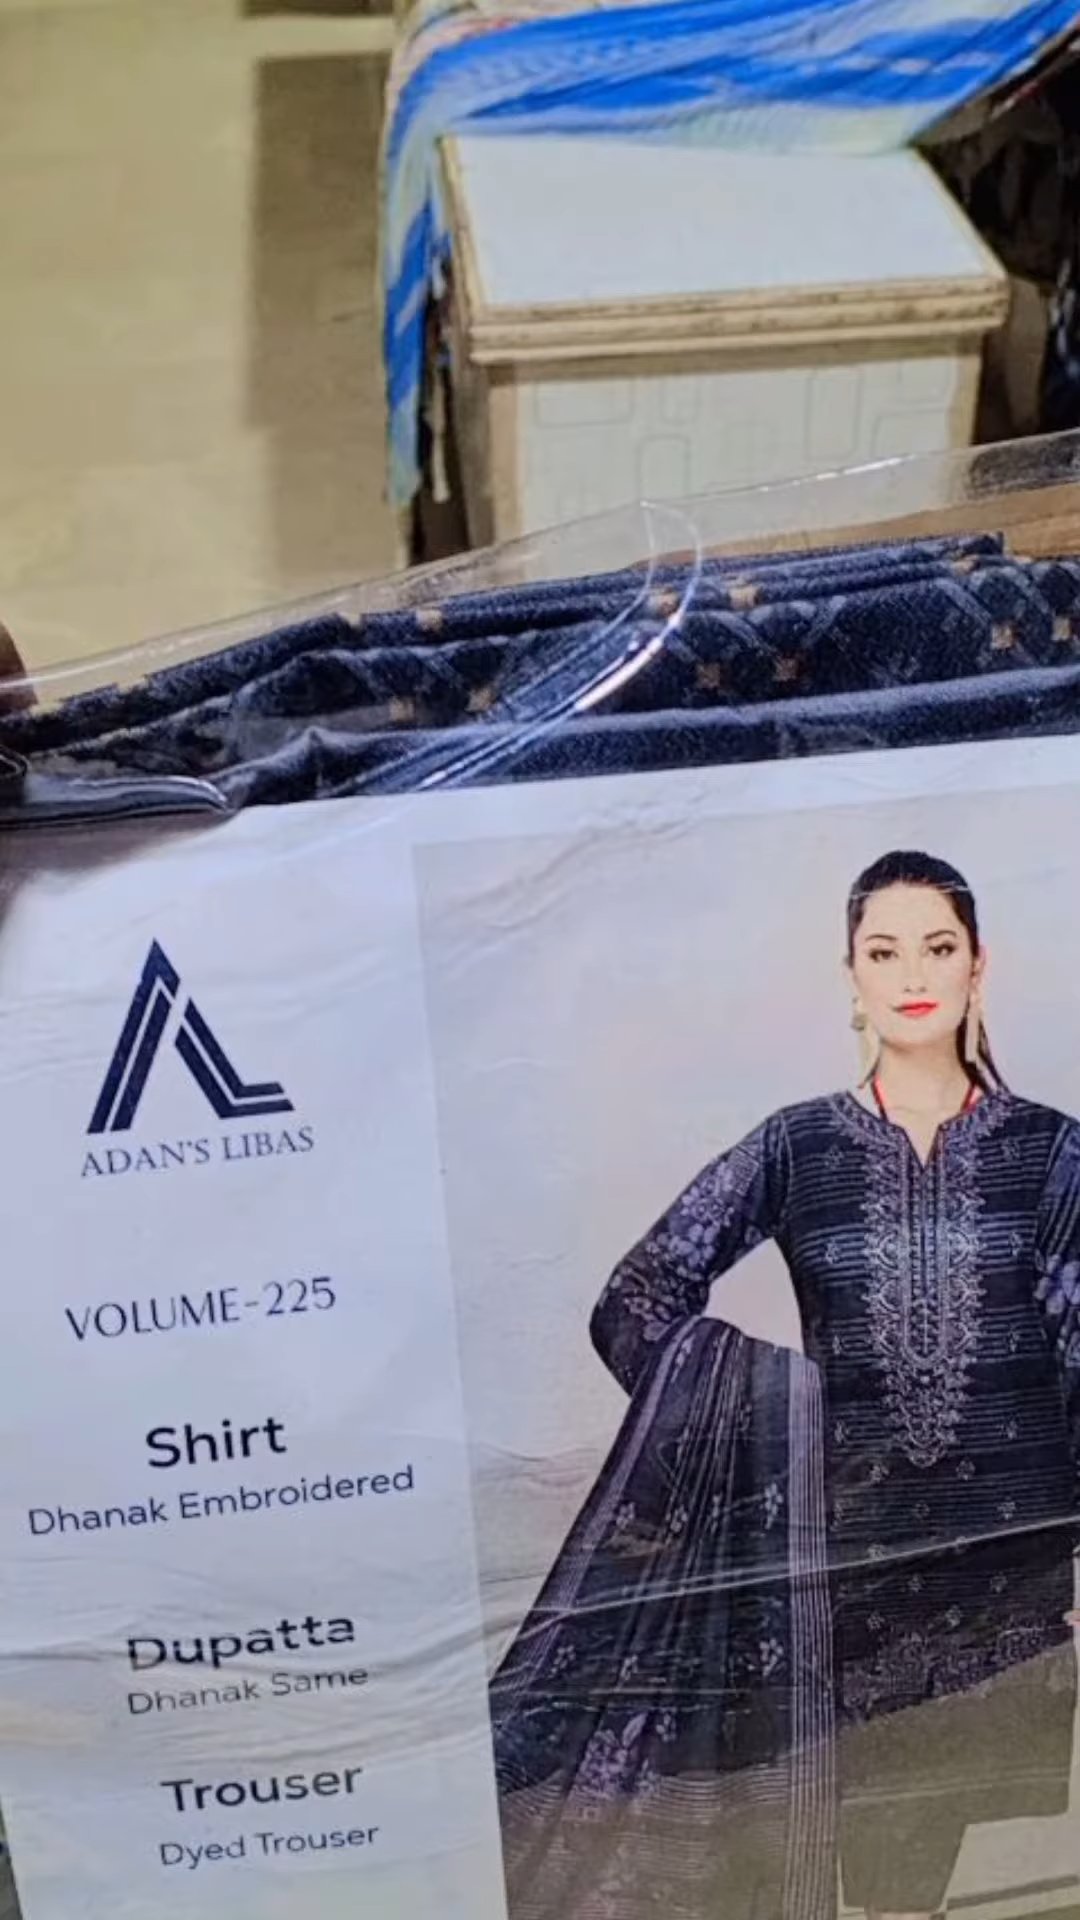 ADAN'S LIBAS
VOLUME-225
Shirt
Dhanak Embroidered
Dupatta
Dhanak Same
Trouser
Dyed Trouser